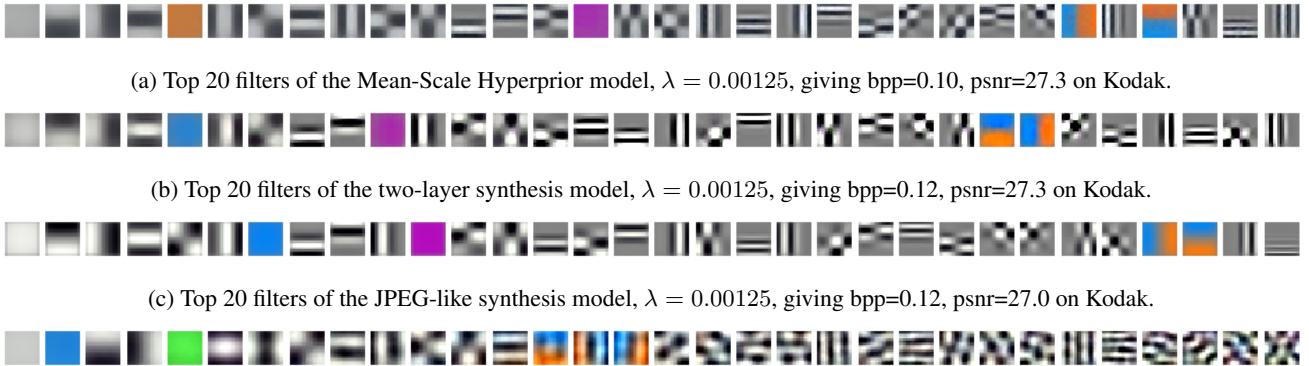 (a) Top 20 filters of the Mean-Scale Hyperprior model, λ = 0.00125, giving bpp=0.10, psnr=27.3 on Kodak.
(b) Top 20 filters of the two-layer synthesis model, λ = 0.00125, giving bpp=0.12, psnr=27.3 on Kodak.
(c) Top 20 filters of the JPEG-like synthesis model, λ = 0.00125, giving bpp=0.12, psnr=27.0 on Kodak.